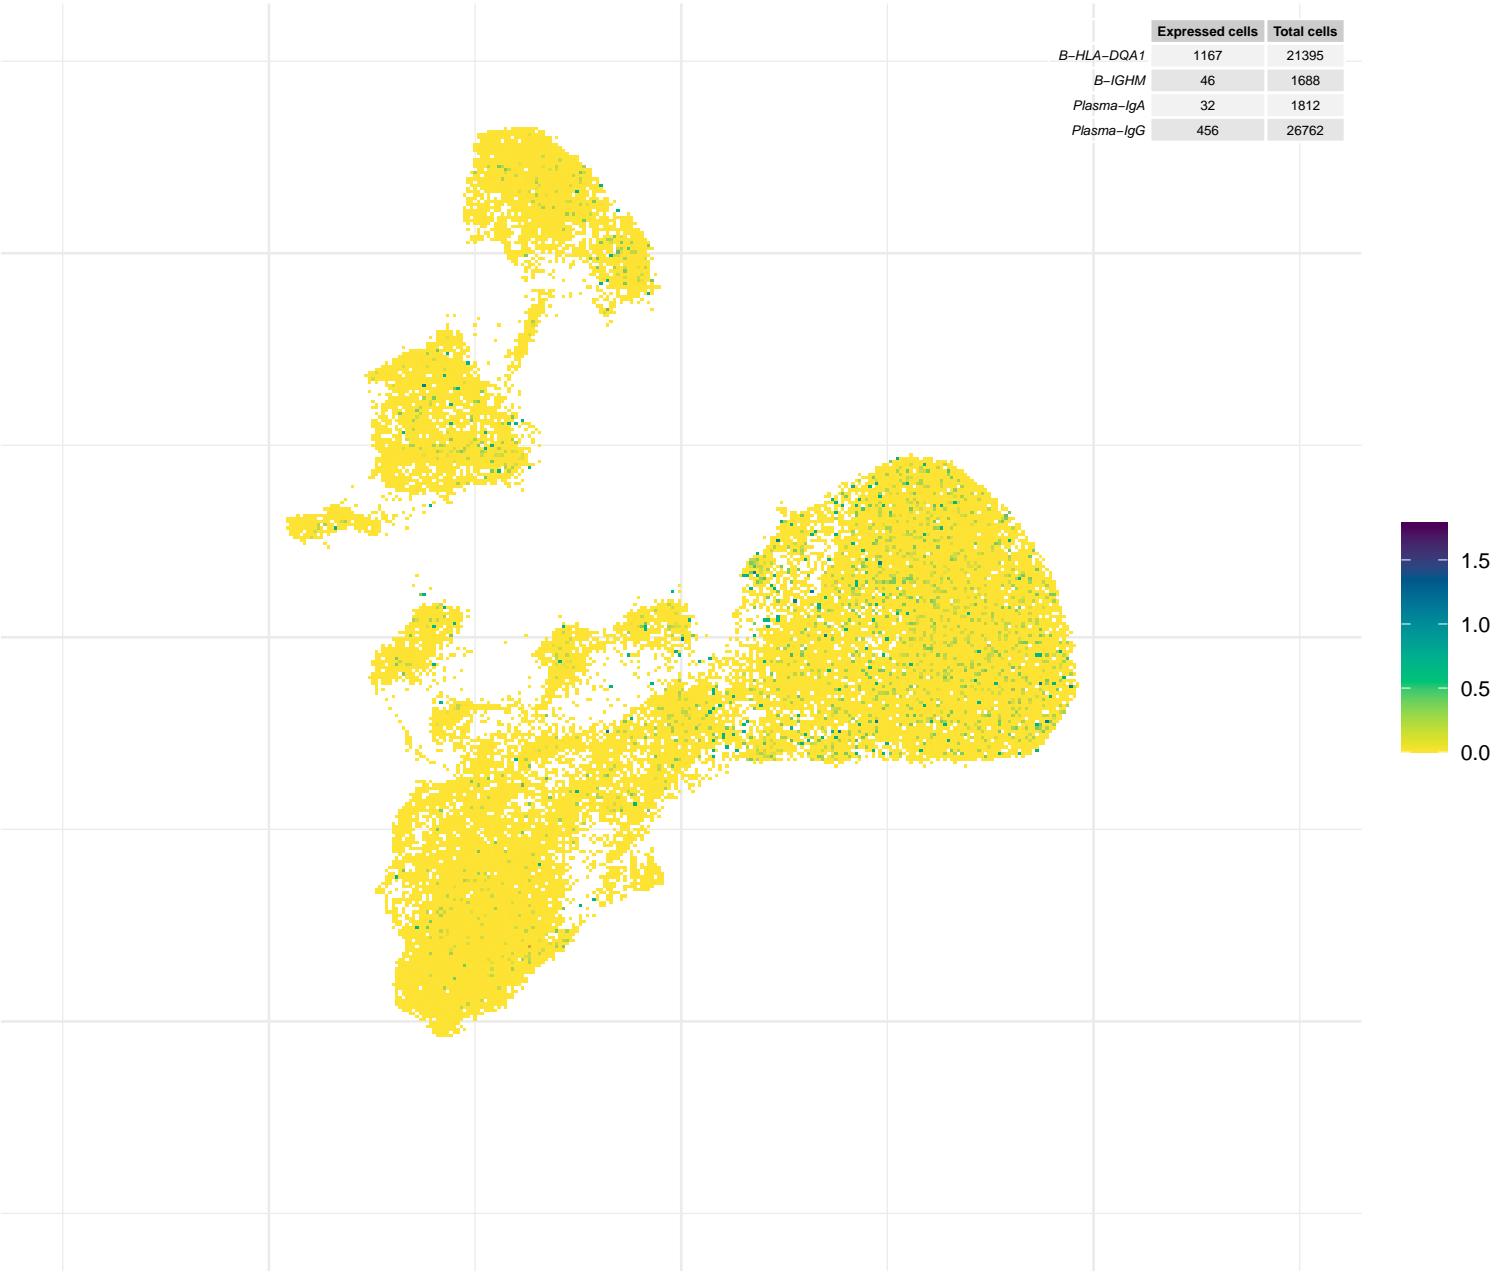 Expressed cells Total cells
B−HLA−DQA1 1167 21395
B−IGHM 46 1688
Plasma−IgA 32 1812
Plasma−IgG 456 26762
1.5
1.0
0.5
0.0